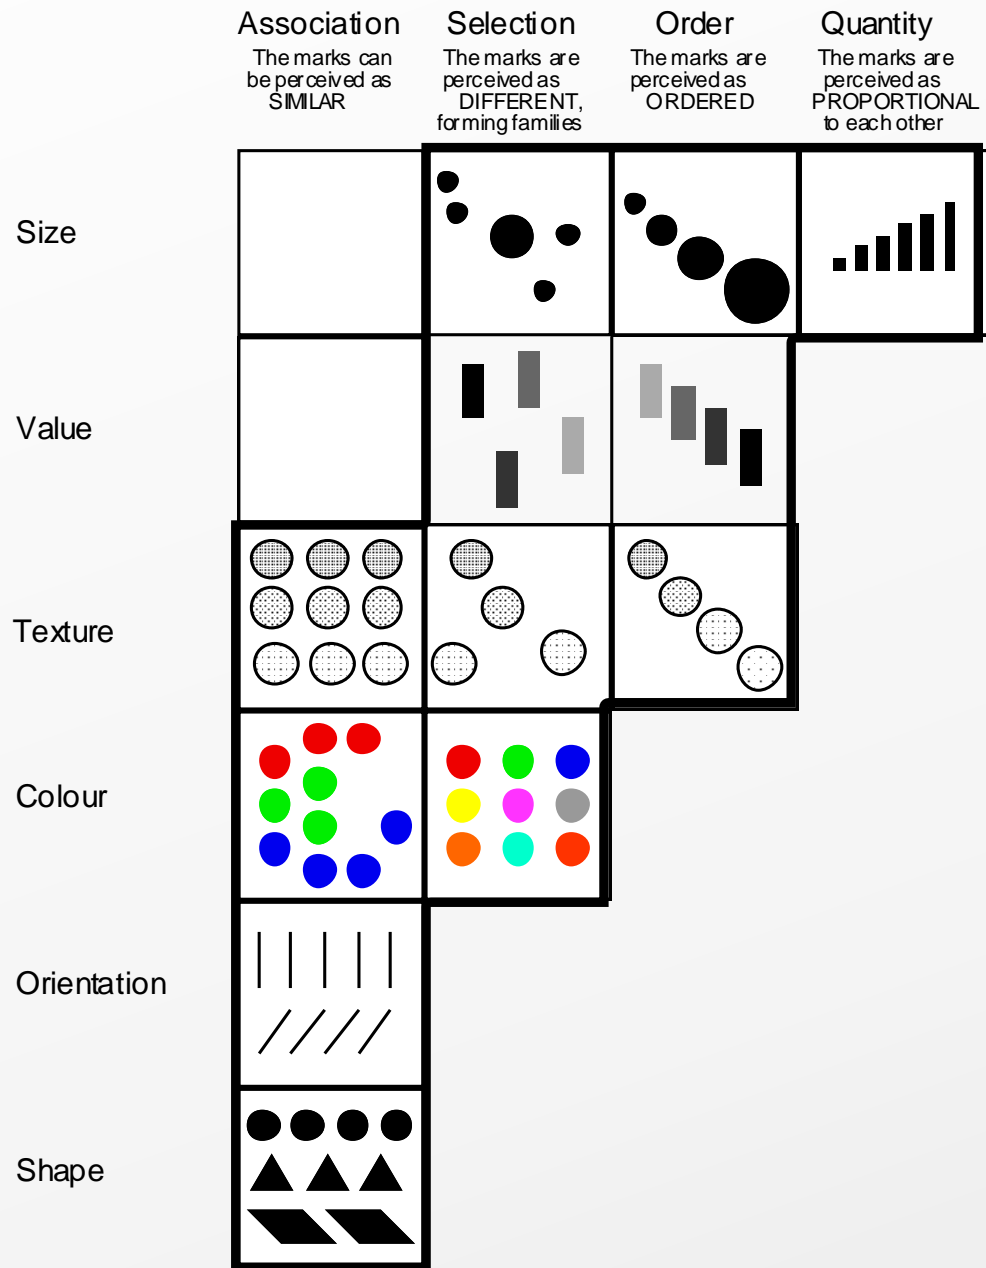 Association
The marks can
be perceived as
SIMILAR
Selection
The marks are
perceived as
DIFFERENT,
forming families
Order
The marks are
perceived as
ORDERED
Quantity
The marks are
perceived as
PROPORTIONAL
to each other
Size
Value
Texture
Colour
Orientation
Shape